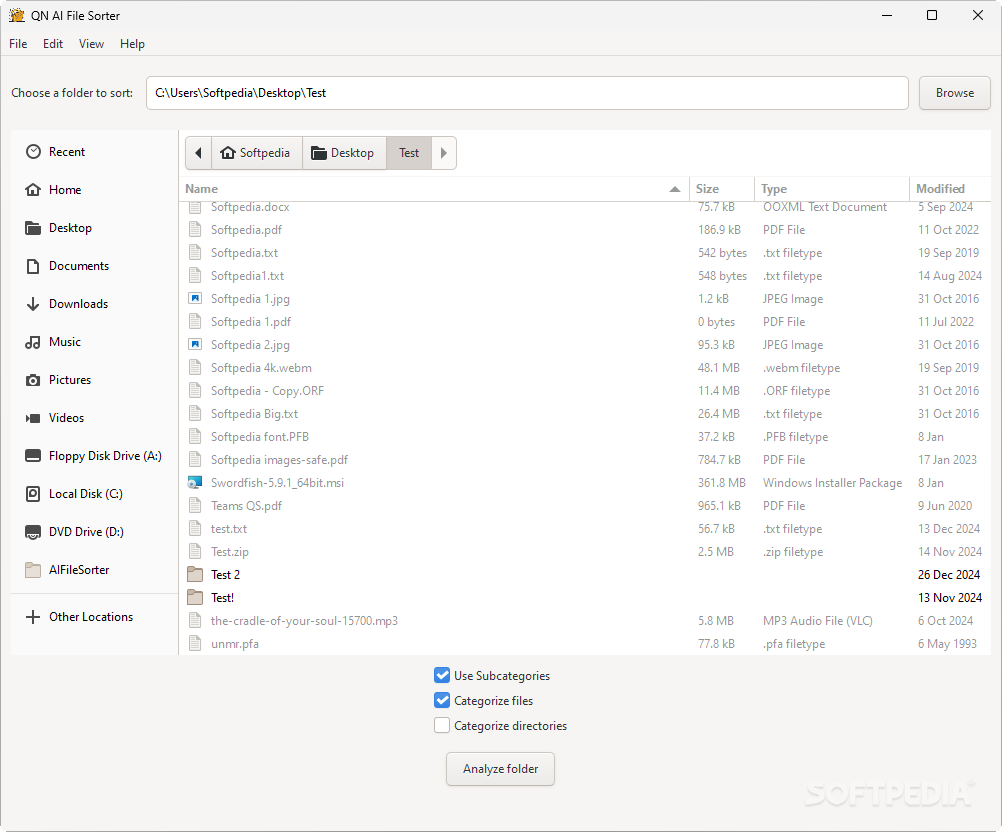 QN AI File Sorter
File Edit View Help
Choose a folder to sort: C:\Users\Softpedia\Desktop\Test Browse
Recent
Home
Desktop
Documents
Downloads
Music
Pictures
Videos
Floppy Disk Drive (A:)
Local Disk (C:)
DVD Drive (D:)
AIFileSorter
Other Locations
Softpedia Desktop Test
Name Size Type Modified
Softpedia.docx 75.7 kB OOXML Text Document 5 Sep 2024
Softpedia.pdf 186.9 kB PDF File 11 Oct 2022
Softpedia.txt 542 bytes .txt filetype 19 Sep 2019
Softpedia1.txt 548 bytes .txt filetype 14 Aug 2024
Softpedia 1.jpg 1.2 kB JPEG Image 31 Oct 2016
Softpedia 1.pdf 0 bytes PDF File 11 Jul 2022
Softpedia 2.jpg 95.3 kB JPEG Image 31 Oct 2016
Softpedia 4k.webm 48.1 MB .webm filetype 19 Sep 2019
Softpedia - Copy.ORF 11.4 MB .ORF filetype 31 Oct 2016
Softpedia Big.txt 26.4 MB .txt filetype 31 Oct 2016
Softpedia font.PFB 37.2 kB .PFB filetype 8 Jan
Softpedia images-safe.pdf 784.7 kB PDF File 17 Jan 2023
Swordfish-5.9.1_64bit.msi 361.8 MB Windows Installer Package 8 Jan
Teams QS.pdf 965.1 kB PDF File 9 Jun 2020
test.txt 56.7 kB .txt filetype 13 Dec 2024
Test.zip 2.5 MB .zip filetype 14 Nov 2024
Test 2 26 Dec 2024
Test! 13 Nov 2024
the-cradle-of-your-soul-15700.mp3 5.8 MB MP3 Audio File (VLC) 6 Oct 2024
unmr.pfa 77.8 kB .pfa filetype 6 May 1993
Use Subcategories
Categorize files
Categorize directories
Analyze folder
SOFTPEDIA